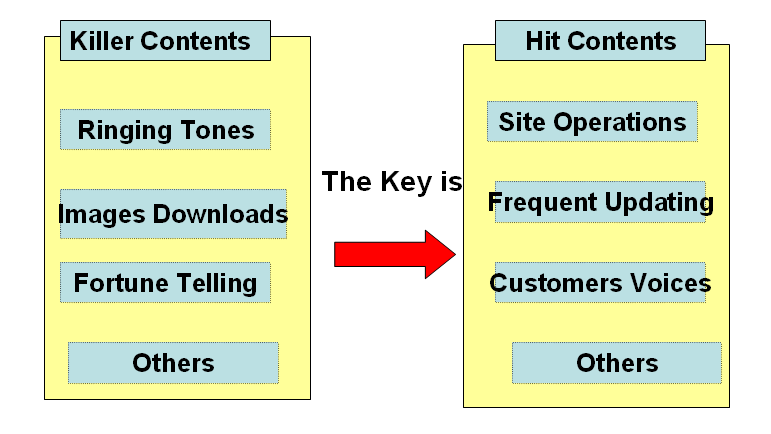 Killer Contents
Ringing Tones
Images Downloads
Fortune Telling
Others
The Key is
Hit Contents
Site Operations
Frequent Updating
Customers Voices
Others